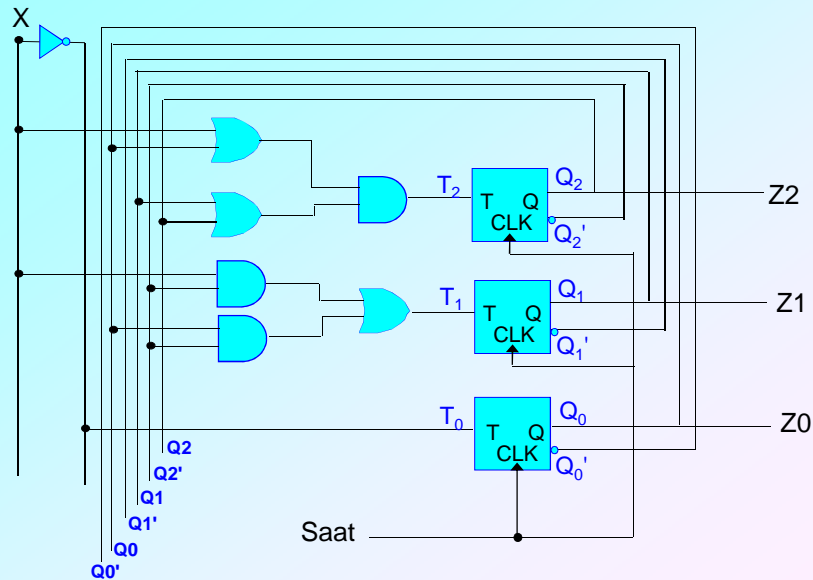 X
T₂
T Q
CLK
Q₂
Q₂'
Z2
T₁
T Q
CLK
Q₁
Q₁'
Z1
T₀
T Q
CLK
Q₀
Q₀'
Z0
Q2
Q2'
Q1
Q1'
Q0
Q0'
Saat